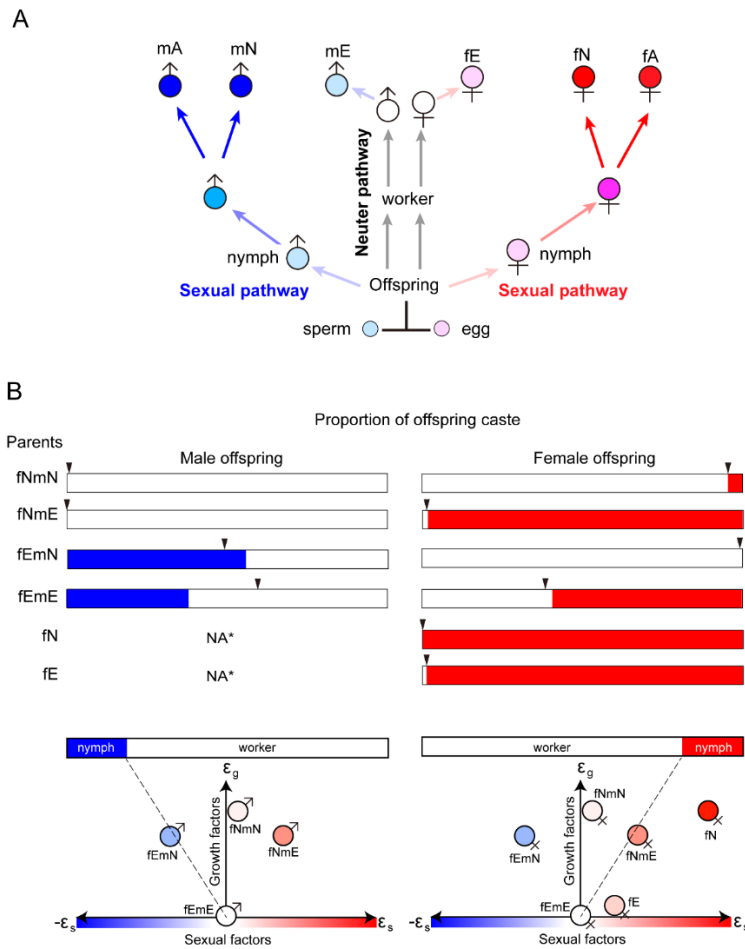 A
mA
mN
mE
fE
fN
fA
Neuter pathway
worker
nymph
nymph
Sexual pathway
Offspring
Sexual pathway
sperm
egg
B
Proportion of offspring caste
Parents
Male offspring
Female offspring
fNmN
fNmE
fEmN
fEmE
fN
NA*
fE
NA*
nymph
worker
worker
nymph
εg
Growth factors
fNmN
fEmN
fNmE
fEmE
-εs
εs
Sexual factors
εg
Growth factors
fNmN
fN
fEmN
fNmE
fEmE
fE
-εs
εs
Sexual factors